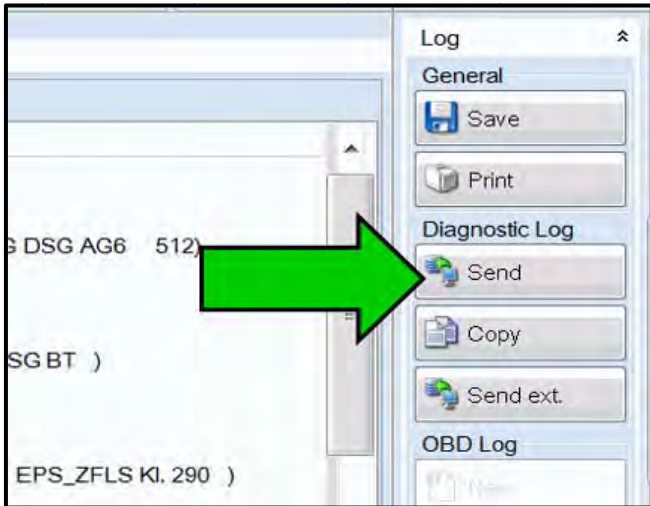 Log
General
Save
Print
Diagnostic Log
G DSG AG6 512)
Send
Copy
SG BT )
Send ext.
OBD Log
EPS_ZFLS Kl. 290 )
New